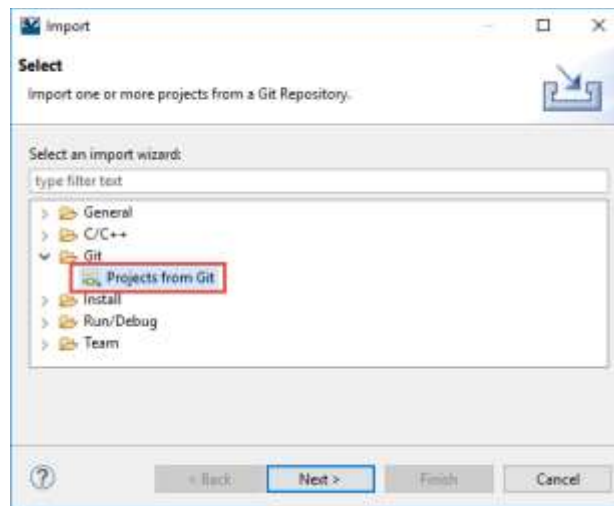 Import
Select
Import one or more projects from a Git Repository.
Select an import wizard:
type filter text
General
C/C++
Git
Projects from Git
Install
Run/Debug
Team
?
< Back Next > Finish Cancel